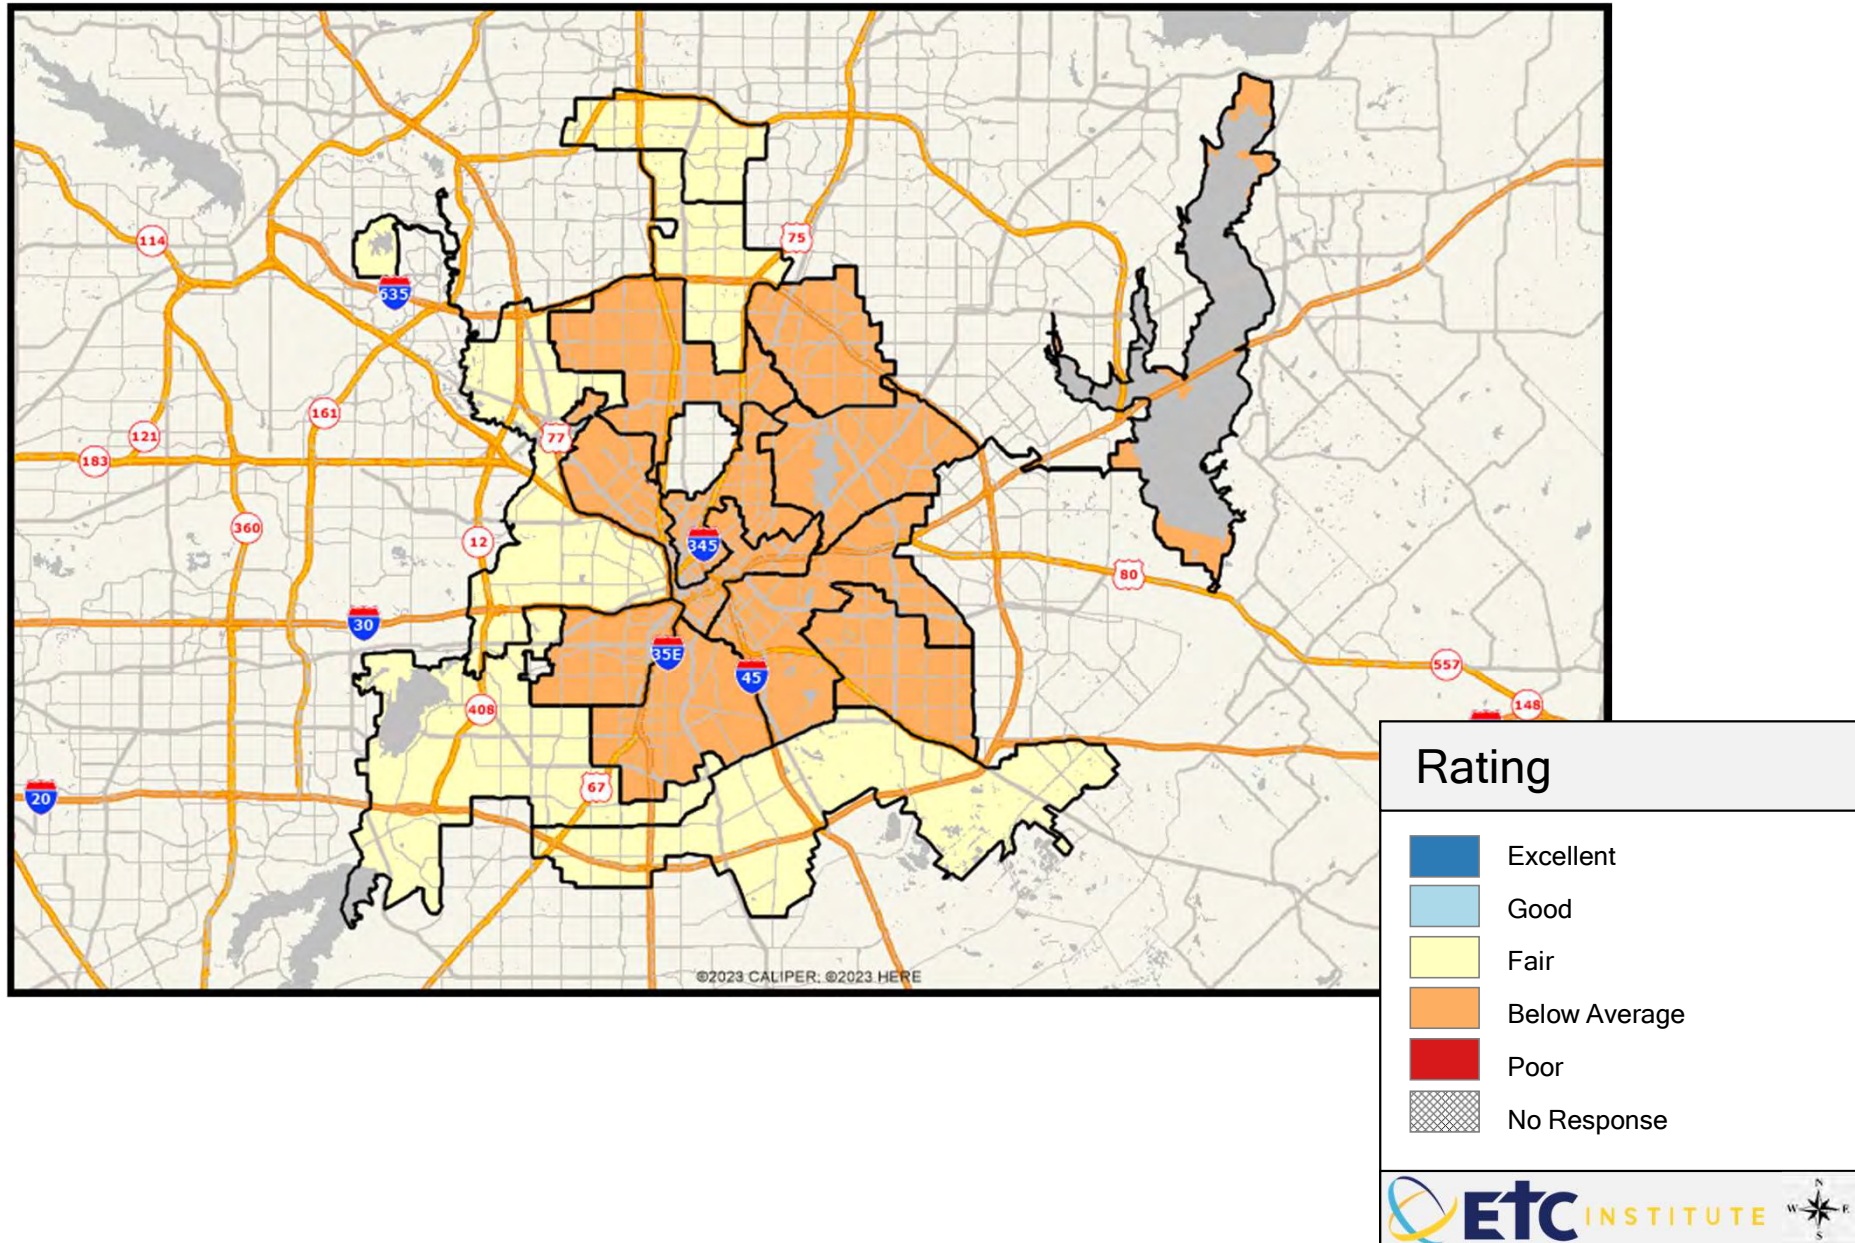 114
75
635
161
121
77
183
360
12
345
80
30
35E
45
557
408
148
67
20
©2023 CALIPER; ©2023 HERE
Rating
Excellent
Good
Fair
Below Average
Poor
No Response
ETC INSTITUTE
N
W E
S